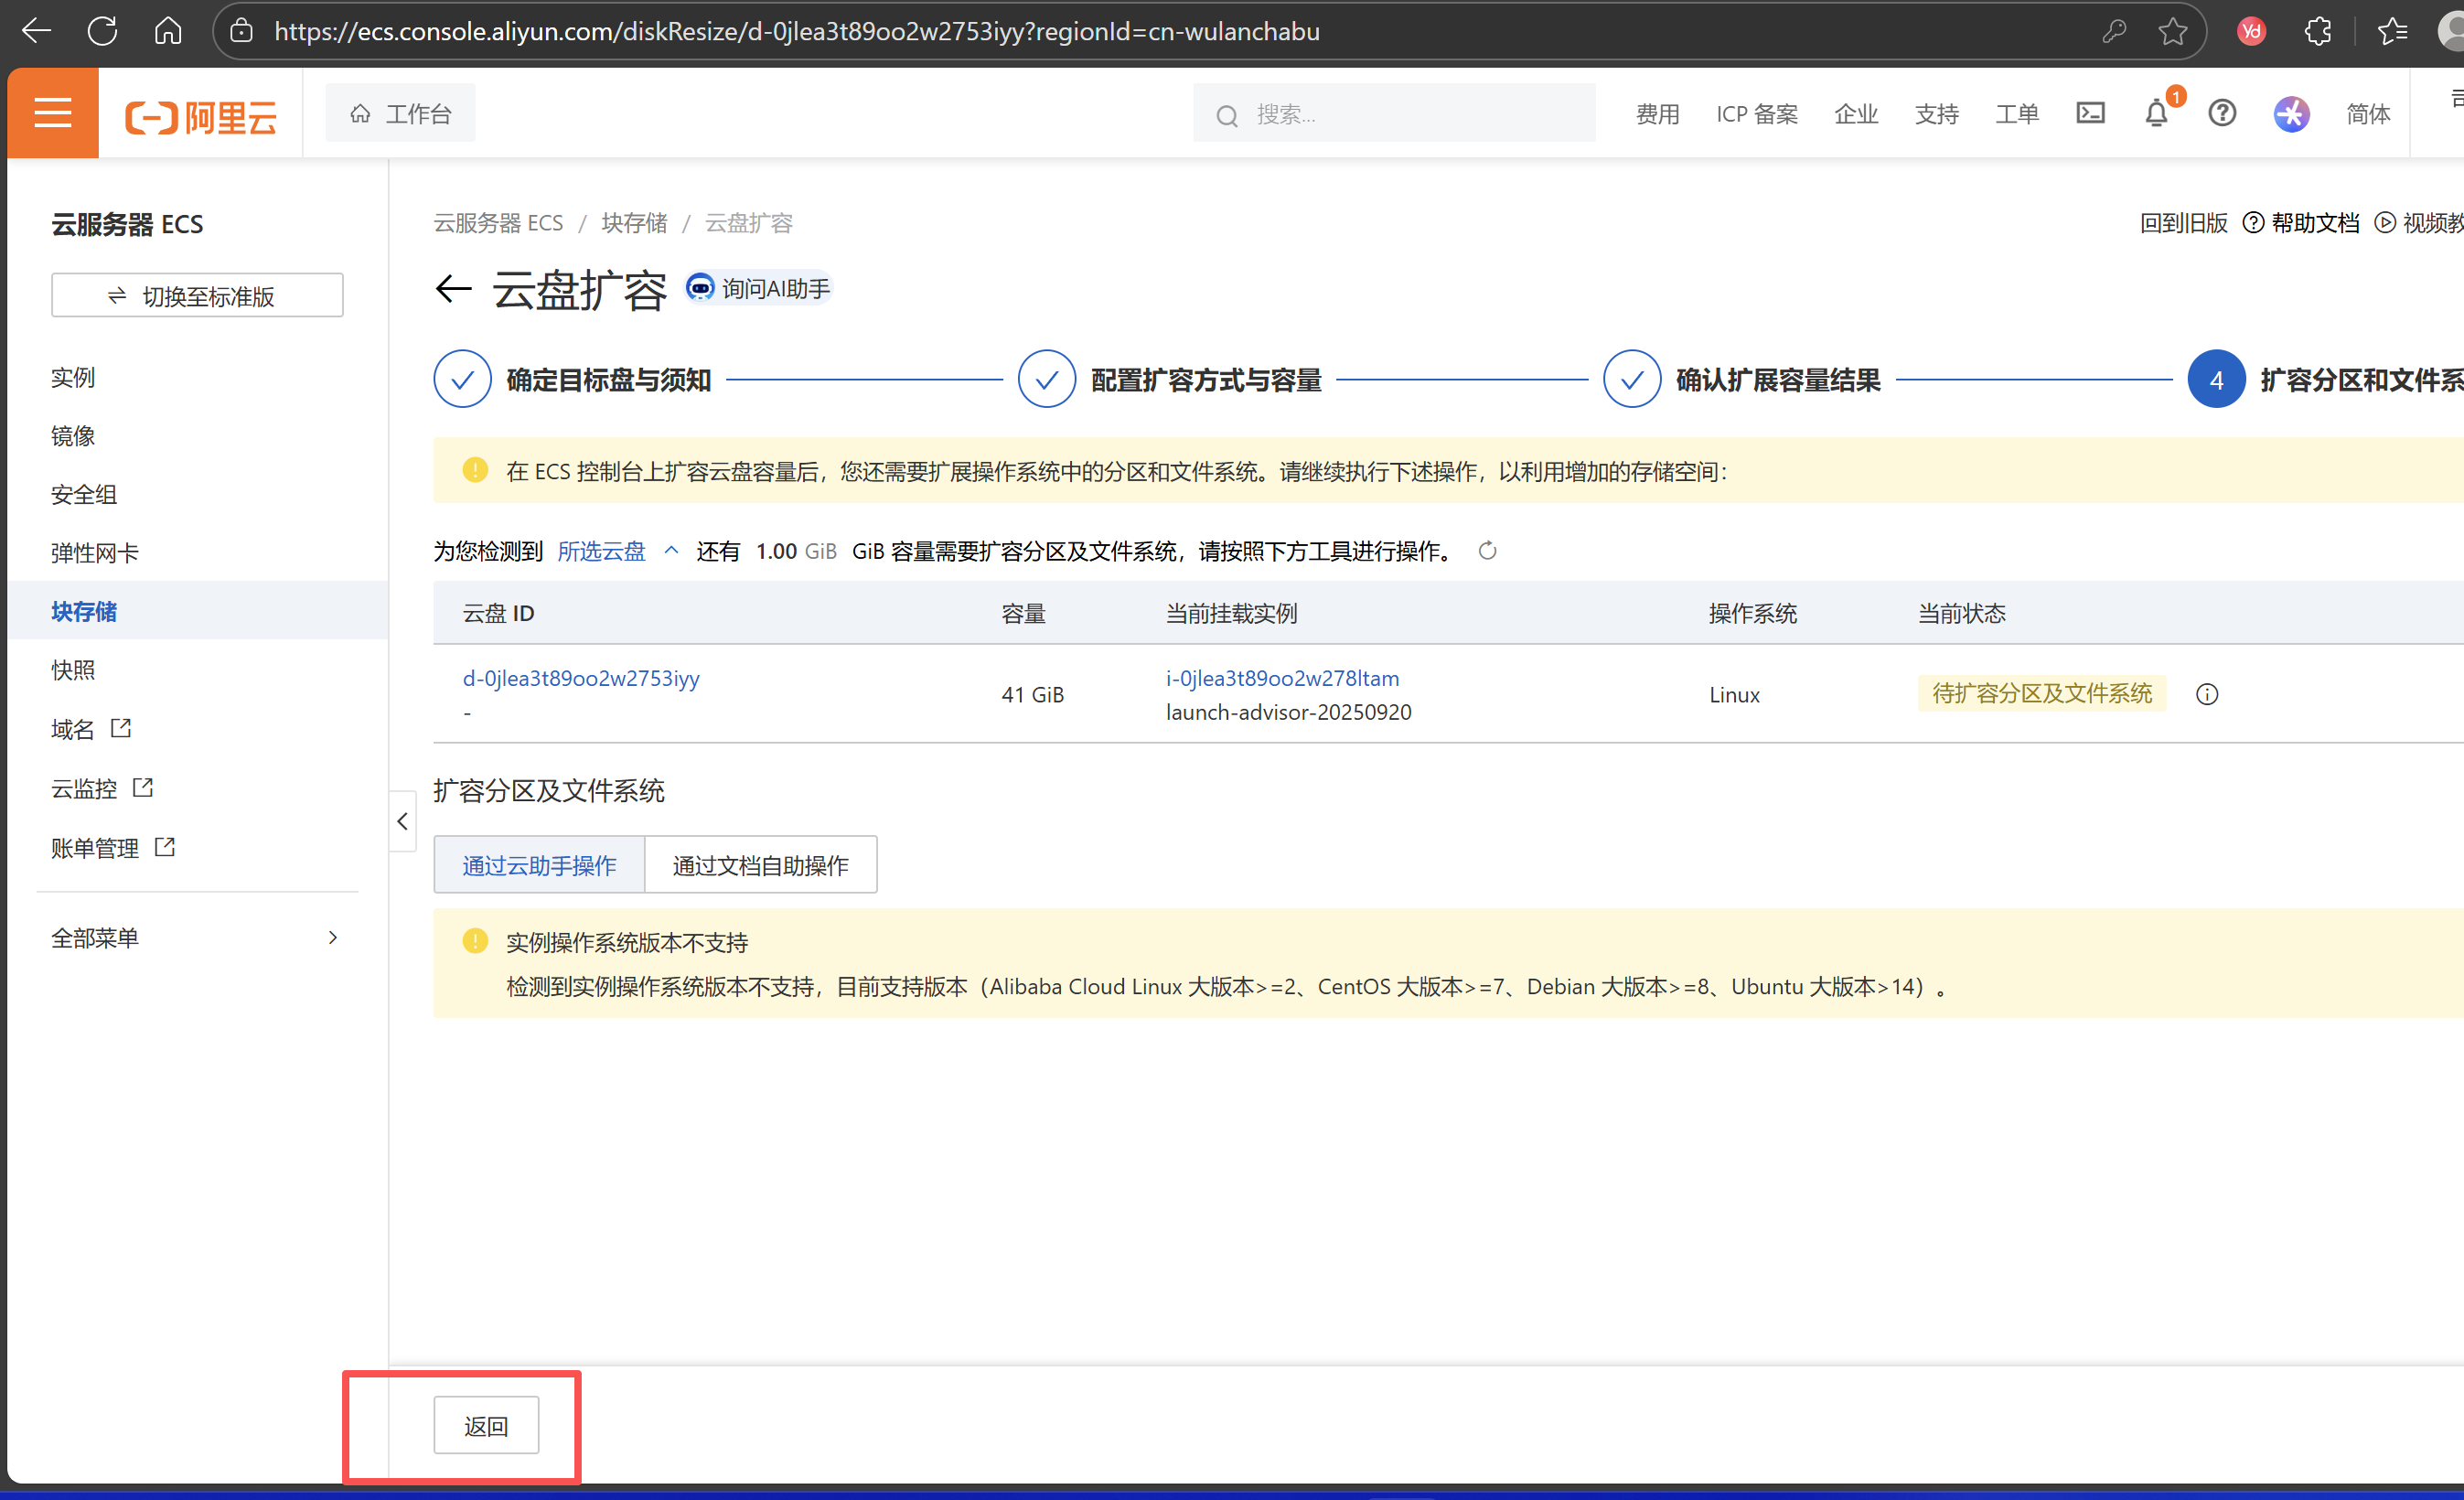 https://ecs.console.aliyun.com/diskResize/d-0jlea3t89oo2w2753iyy?regionId=cn-wulanchabu
阿里云
工作台
搜索...
费用
ICP 备案
企业
支持
工单
1
简体
云服务器 ECS
切换至标准版
实例
镜像
安全组
弹性网卡
块存储
快照
域名
云监控
账单管理
全部菜单
云服务器 ECS / 块存储 / 云盘扩容
回到旧版 帮助文档 视频教
云盘扩容 询问AI助手
确定目标盘与须知
配置扩容方式与容量
确认扩展容量结果
4 扩容分区和文件系
在 ECS 控制台上扩容云盘容量后，您还需要扩展操作系统中的分区和文件系统。请继续执行下述操作，以利用增加的存储空间：
为您检测到 所选云盘 还有 1.00 GiB GiB 容量需要扩容分区及文件系统，请按照下方工具进行操作。
云盘 ID 容量 当前挂载实例 操作系统 当前状态
d-0jlea3t89oo2w2753iyy
-
41 GiB
i-0jlea3t89oo2w278ltam
launch-advisor-20250920
Linux
待扩容分区及文件系统
扩容分区及文件系统
通过云助手操作 通过文档自助操作
实例操作系统版本不支持
检测到实例操作系统版本不支持，目前支持版本（Alibaba Cloud Linux 大版本>=2、CentOS 大版本>=7、Debian 大版本>=8、Ubuntu 大版本>14）。
返回